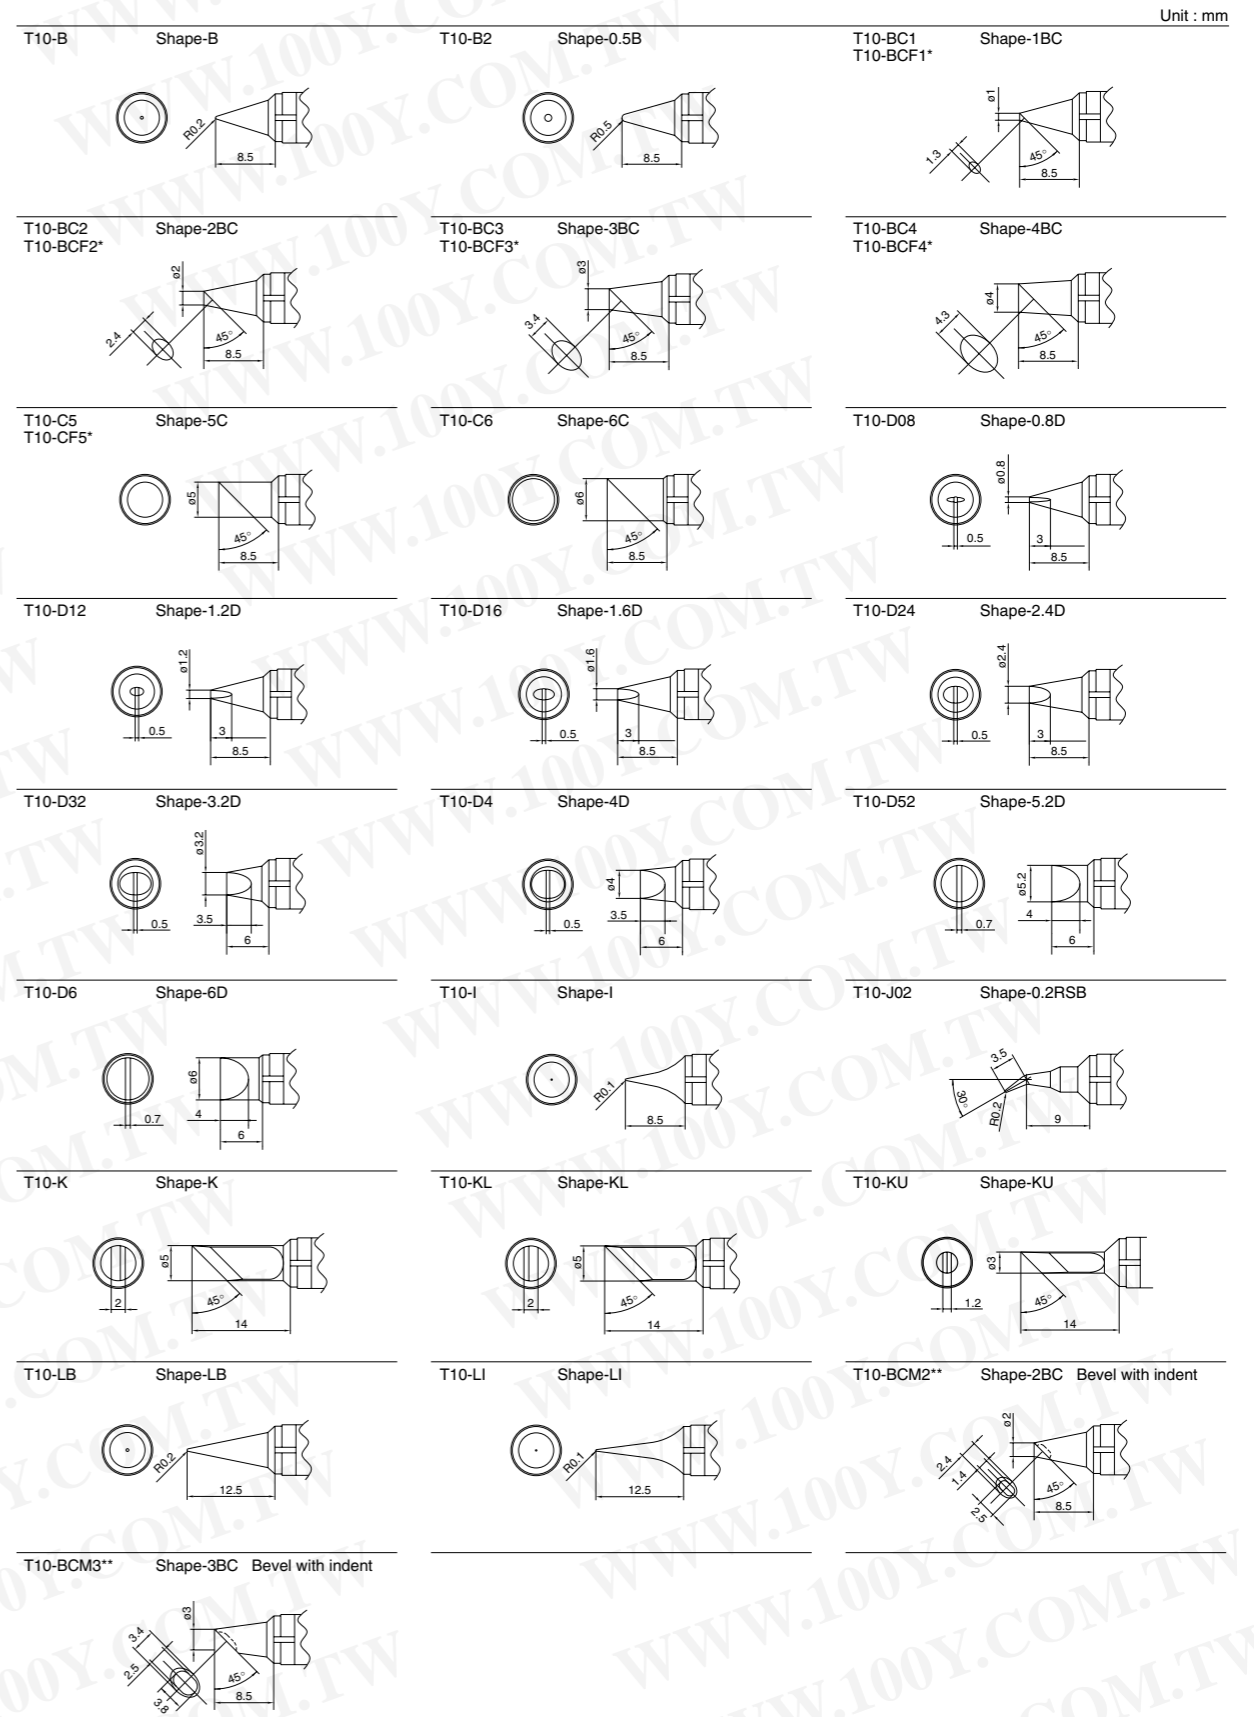 Unit : mm
T10-B Shape-B
R0.2
8.5
T10-B2 Shape-0.5B
R0.5
8.5
T10-BC1 Shape-1BC
T10-BCF1*
ø1
1.3
45°
8.5
T10-BC2 Shape-2BC
T10-BCF2*
ø2
2.4
45°
8.5
T10-BC3 Shape-3BC
T10-BCF3*
ø3
3.4
45°
8.5
T10-BC4 Shape-4BC
T10-BCF4*
ø4
4.3
45°
8.5
T10-C5 Shape-5C
T10-CF5*
ø5
45°
8.5
T10-C6 Shape-6C
ø6
45°
8.5
T10-D08 Shape-0.8D
ø0.8
0.5
3
8.5
T10-D12 Shape-1.2D
ø1.2
0.5
3
8.5
T10-D16 Shape-1.6D
ø1.6
0.5
3
8.5
T10-D24 Shape-2.4D
ø2.4
0.5
3
8.5
T10-D32 Shape-3.2D
ø3.2
0.5
3.5
6
T10-D4 Shape-4D
ø4
0.5
3.5
6
T10-D52 Shape-5.2D
ø5.2
0.7
4
6
T10-D6 Shape-6D
ø6
0.7
4
6
T10-I Shape-I
R0.1
8.5
T10-J02 Shape-0.2RSB
3.5
30°
R0.2
9
T10-K Shape-K
ø5
2
45°
14
T10-KL Shape-KL
ø5
2
45°
14
T10-KU Shape-KU
ø3
1.2
45°
14
T10-LB Shape-LB
R0.2
12.5
T10-LI Shape-LI
R0.1
12.5
T10-BCM2** Shape-2BC Bevel with indent
ø2
2.4
1.4
2.5
45°
8.5
T10-BCM3** Shape-3BC Bevel with indent
ø3
3.4
2.5
3.8
45°
8.5
WWW.100Y.COM.TW